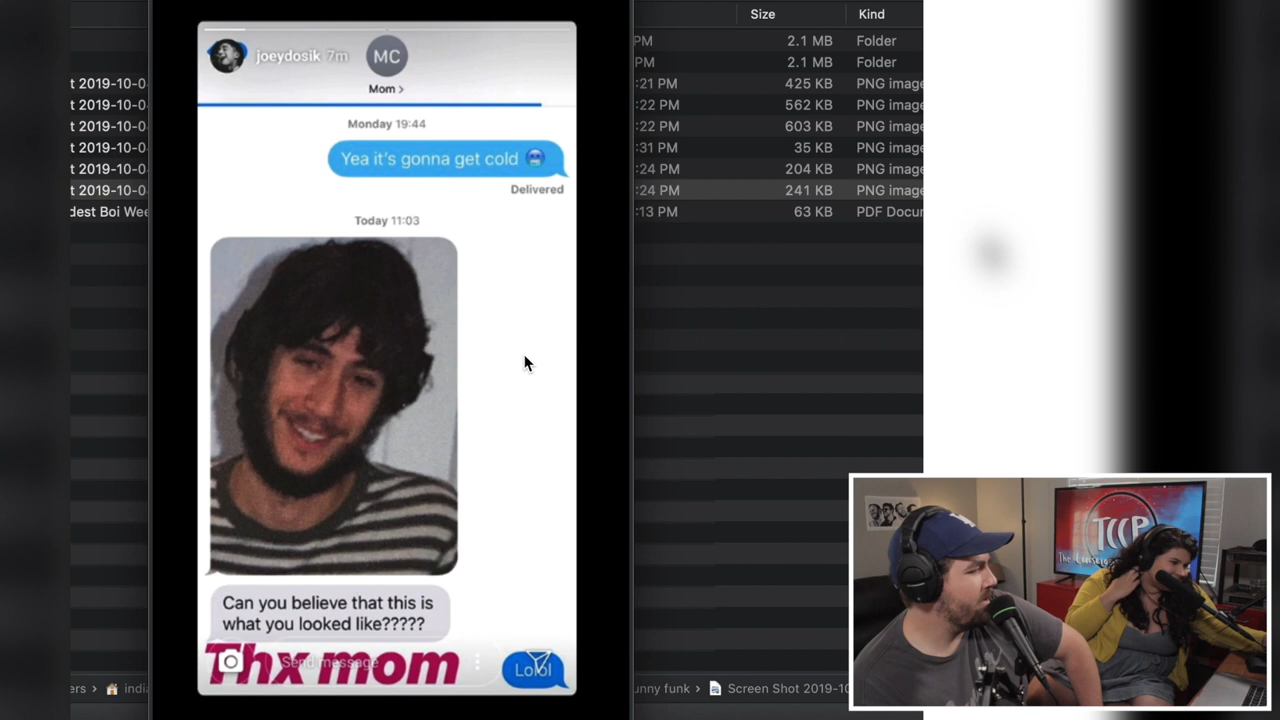 Size
Kind
PM
2.1 MB
Folder
PM
2.1 MB
Folder
t 2019-10-0
:21 PM
425 KB
PNG image
t 2019-10-0
:22 PM
562 KB
PNG image
t 2019-10-0
:22 PM
603 KB
PNG image
t 2019-10-0
:31 PM
35 KB
PNG image
t 2019-10-0
:24 PM
204 KB
PNG image
t 2019-10-0
:24 PM
241 KB
PNG image
dest Boi Wee
:13 PM
63 KB
PDF Docur
joeydosik 7m
MC
Mom >
Monday 19:44
Yea it's gonna get cold 🥶
Delivered
Today 11:03
Can you believe that this is
what you looked like?????
Thx mom
Send message
Lolol
ers › india
unny funk › Screen Shot 2019-10
TCCP